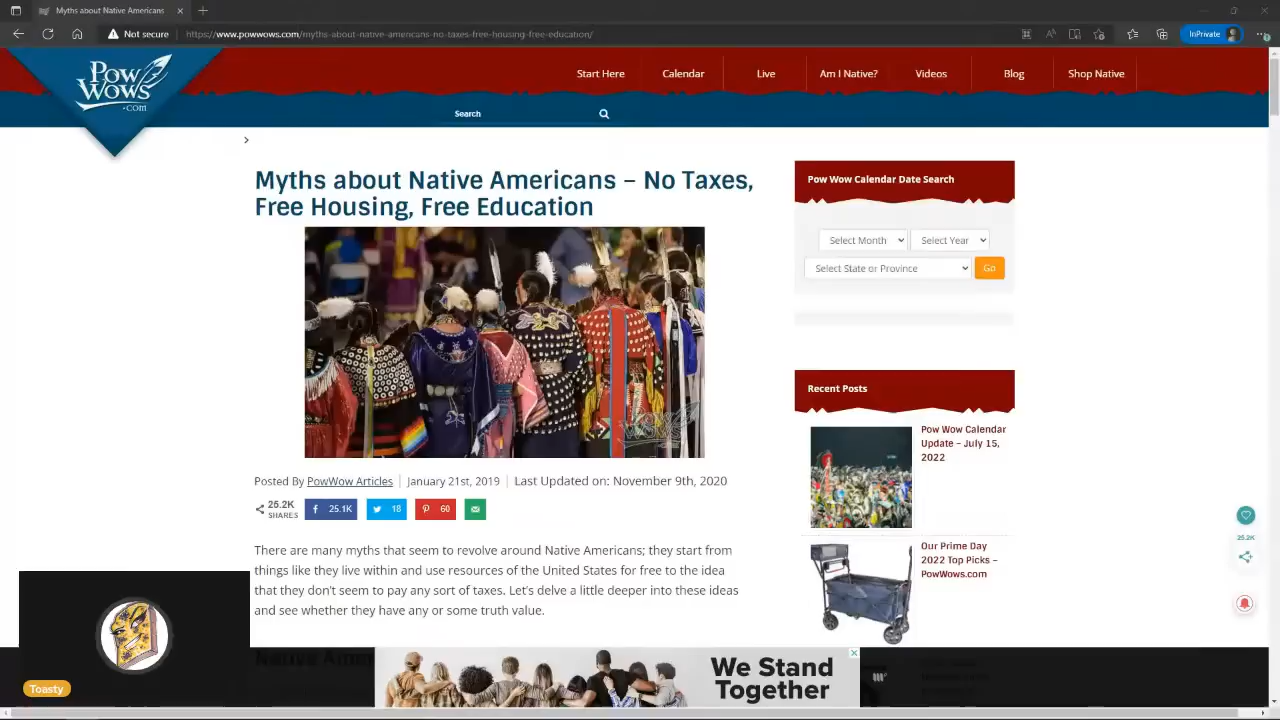 Myths about Native Americans
Not secure
https://www.powwows.com/myths-about-native-americans-no-taxes-free-housing-free-education/
InPrivate
Pow
Wows
.com
Start Here
Calendar
Live
Am I Native?
Videos
Blog
Shop Native
Search
Myths about Native Americans – No Taxes,
Free Housing, Free Education
Posted By PowWow Articles
January 21st, 2019
Last Updated on: November 9th, 2020
25.2K
SHARES
25.1K
18
60
There are many myths that seem to revolve around Native Americans; they start from
things like they live within and use resources of the United States for free to the idea
that they don't seem to pay any sort of taxes. Let's delve a little deeper into these ideas
and see whether they have any or some truth value.
Pow Wow Calendar Date Search
Select Month
Select Year
Select State or Province
Go
Recent Posts
Pow Wow Calendar
Update – July 15,
2022
Our Prime Day
2022 Top Picks –
PowWows.com
25.2K
Toasty
We Stand
Together